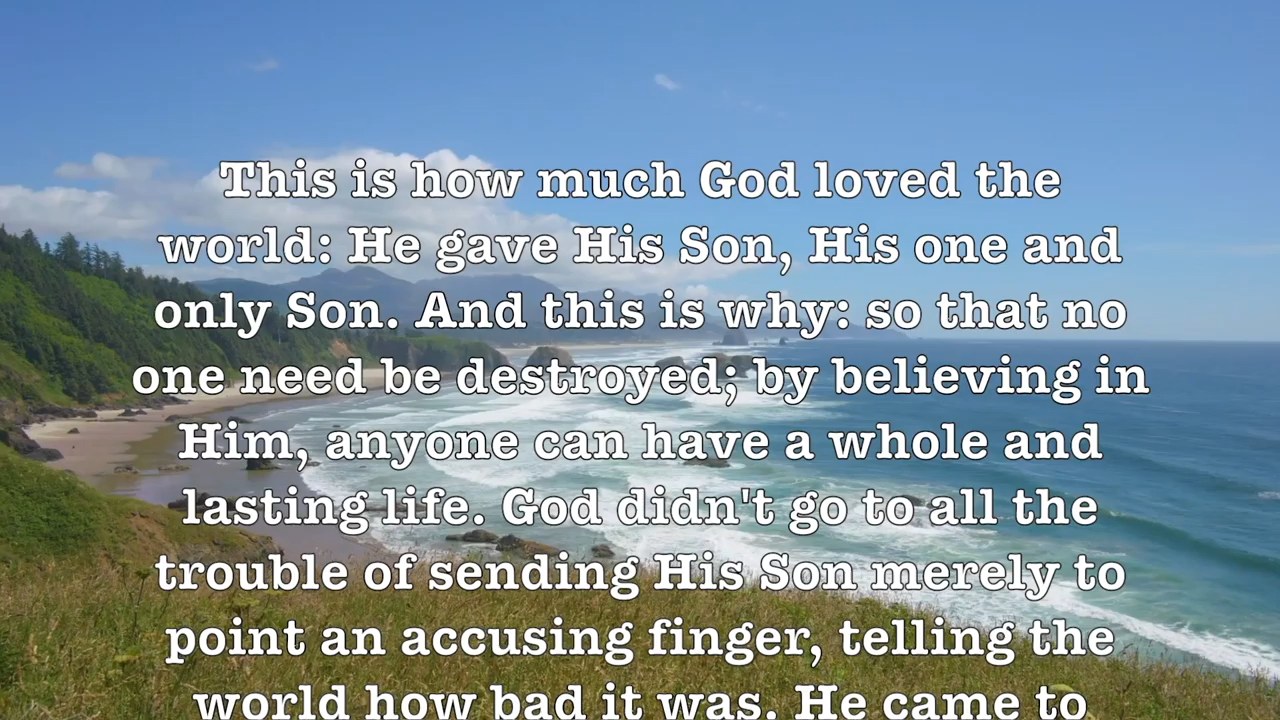 This is how much God loved the
world: He gave His Son, His one and
only Son. And this is why: so that no
one need be destroyed; by believing in
Him, anyone can have a whole and
lasting life. God didn't go to all the
trouble of sending His Son merely to
point an accusing finger, telling the
world how bad it was. He came to